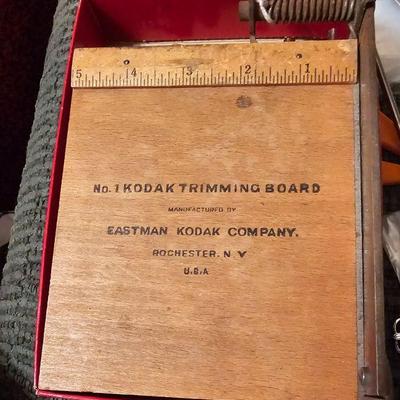 5 4 3 2 1
No. 1 KODAK TRIMMING BOARD
MANUFACTURED BY
EASTMAN KODAK COMPANY.
ROCHESTER. N Y
U.S.A